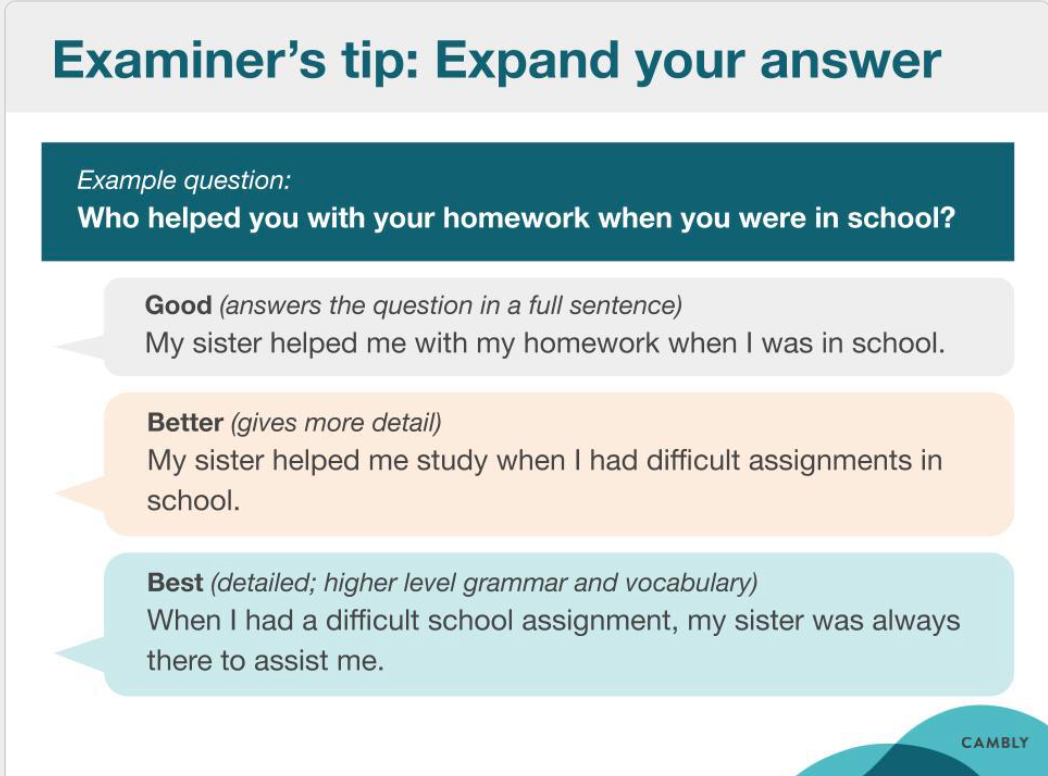 Examiner’s tip: Expand your answer
Example question:
Who helped you with your homework when you were in school?
Good (answers the question in a full sentence)
My sister helped me with my homework when I was in school.
Better (gives more detail)
My sister helped me study when I had difficult assignments in
school.
Best (detailed; higher level grammar and vocabulary)
When I had a difficult school assignment, my sister was always
there to assist me.
CAMBLY